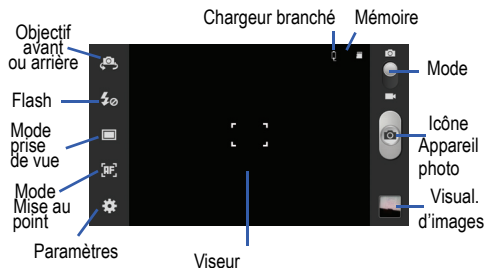 Chargeur branché
Mémoire
Objectif
avant
ou arrière
Flash
Mode
prise
de vue
AF
Mode
Mise au
point
Paramètres
Viseur
Mode
Icône
Appareil
photo
Visual.
d'images